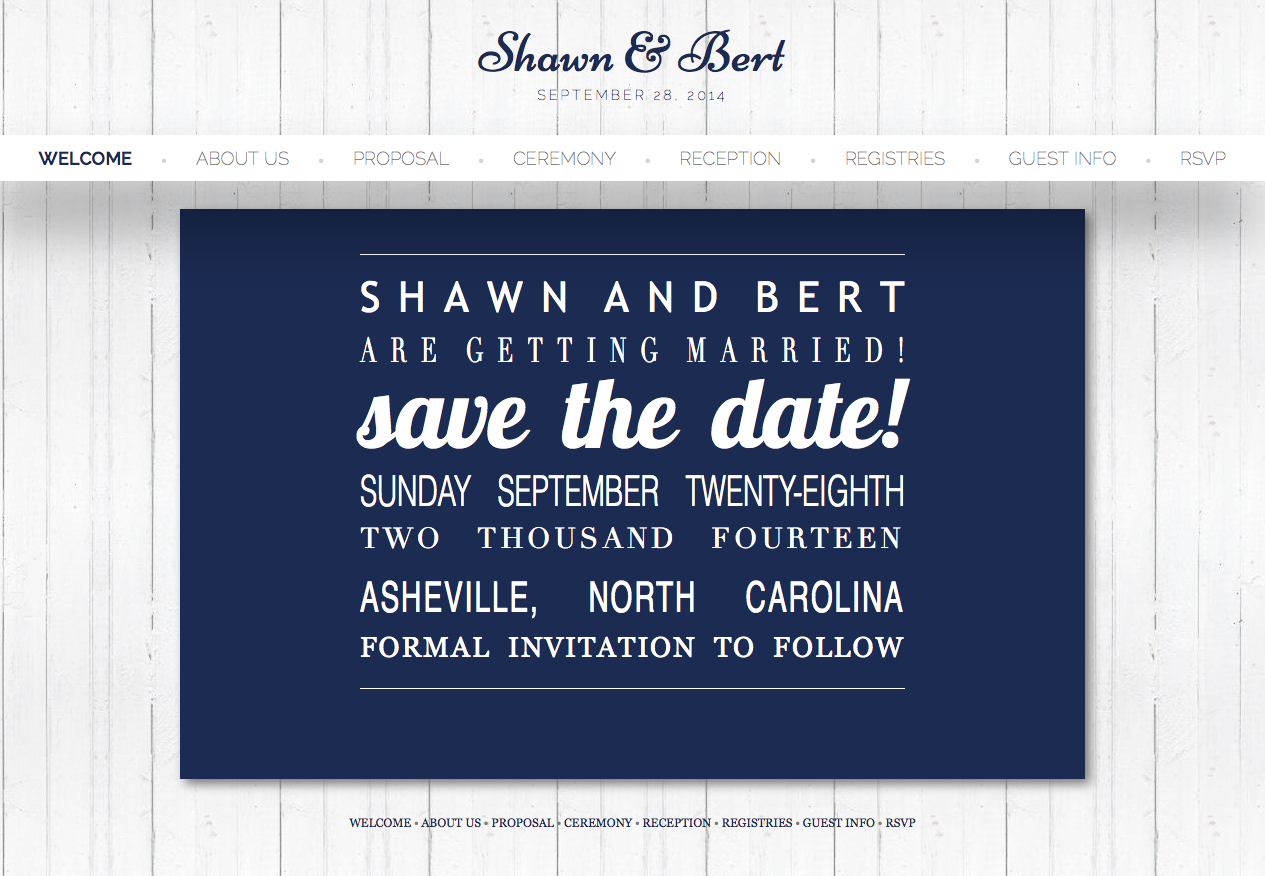 Shawn & Bert
SEPTEMBER 28, 2014
WELCOME • ABOUT US • PROPOSAL • CEREMONY • RECEPTION • REGISTRIES • GUEST INFO • RSVP
SHAWN AND BERT
ARE GETTING MARRIED!
save the date!
SUNDAY SEPTEMBER TWENTY-EIGHTH
TWO THOUSAND FOURTEEN
ASHEVILLE, NORTH CAROLINA
FORMAL INVITATION TO FOLLOW
WELCOME • ABOUT US • PROPOSAL • CEREMONY • RECEPTION • REGISTRIES • GUEST INFO • RSVP